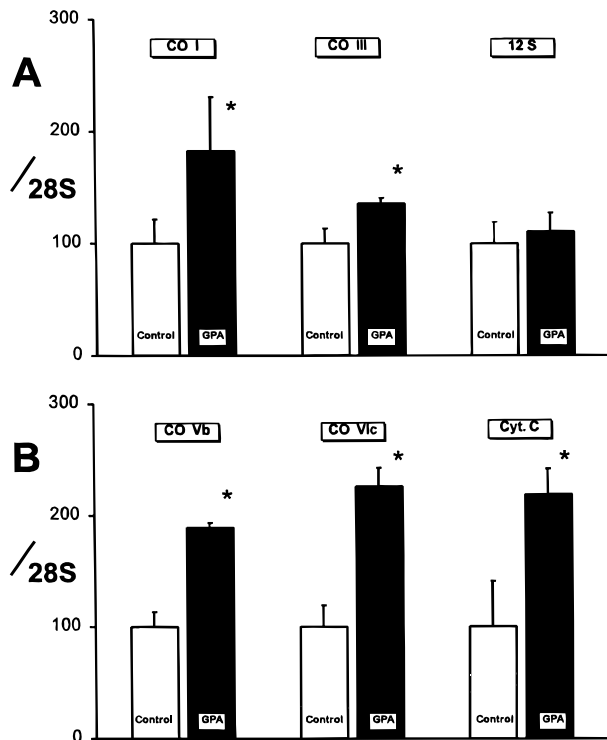 300
CO I
CO III
12 S
A
*
*
200
/28S
100
Control
GPA
Control
GPA
Control
GPA
0
300
CO Vb
CO VIc
Cyt. C
B
*
*
*
200
/28S
100
Control
GPA
Control
GPA
Control
GPA
0